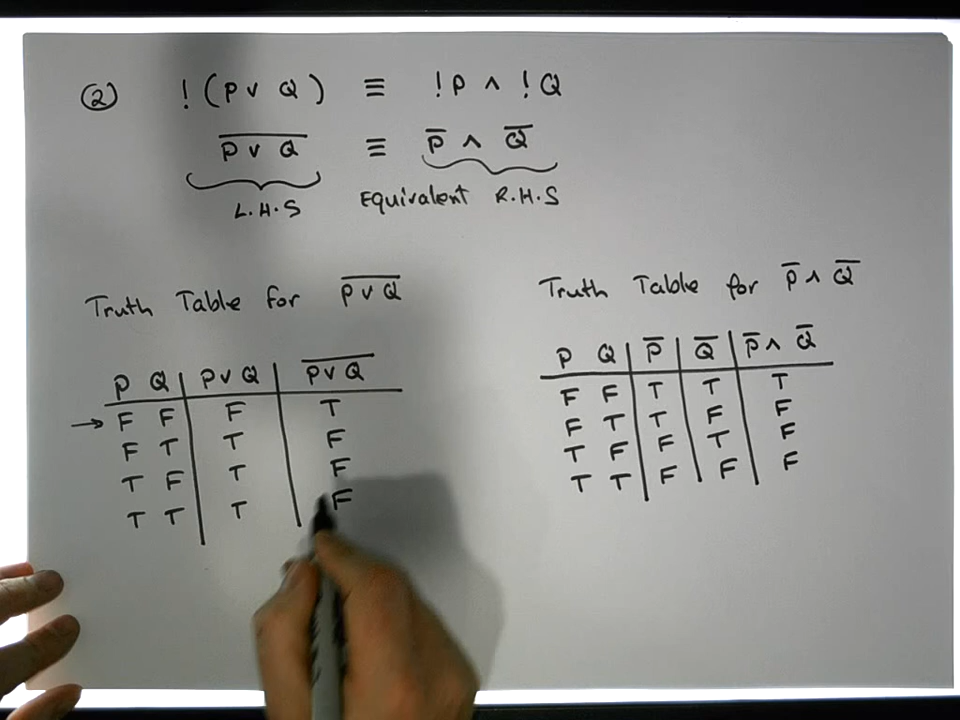 ② !(P ∨ Q) ≡ !P ∧ !Q
P̅ ̅∨̅ ̅Q̅ ≡ P̅ ∧ Q̅
L.H.S Equivalent R.H.S
Truth Table for P̅ ̅∨̅ ̅Q̅
P Q | P ∨ Q | P̅ ̅∨̅ ̅Q̅
→ F F | F | T
F T | T | F
T F | T | F
T T | T | F
Truth Table for P̅ ∧ Q̅
P Q | P̅ | Q̅ | P̅ ∧ Q̅
F F | T | T | T
F T | T | F | F
T F | F | T | F
T T | F | F | F